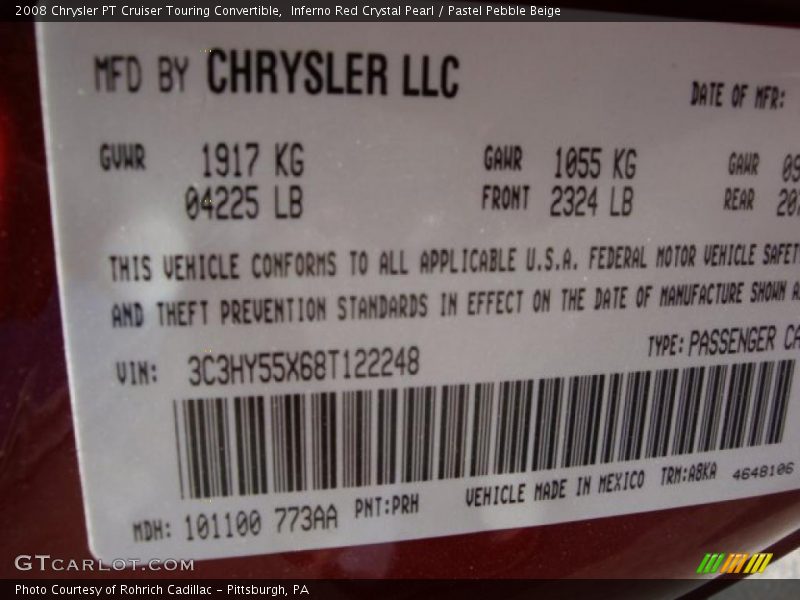 2008 Chrysler PT Cruiser Touring Convertible,  Inferno Red Crystal Pearl / Pastel Pebble Beige
MFD BY CHRYSLER LLC
DATE OF MFR:
GVWR 1917 KG GAWR 1055 KG GAWR
04225 LB FRONT 2324 LB REAR
THIS VEHICLE CONFORMS TO ALL APPLICABLE U.S.A. FEDERAL MOTOR VEHICLE SAFET
AND THEFT PREVENTION STANDARDS IN EFFECT ON THE DATE OF MANUFACTURE SHOWN
VIN: 3C3HY55X68T122248 TYPE: PASSENGER CA
MDH: 101100 773AA PNT:PRH VEHICLE MADE IN MEXICO TRM:A8KA 4648106
GTCARLOT.COM
Photo Courtesy of Rohrich Cadillac - Pittsburgh, PA